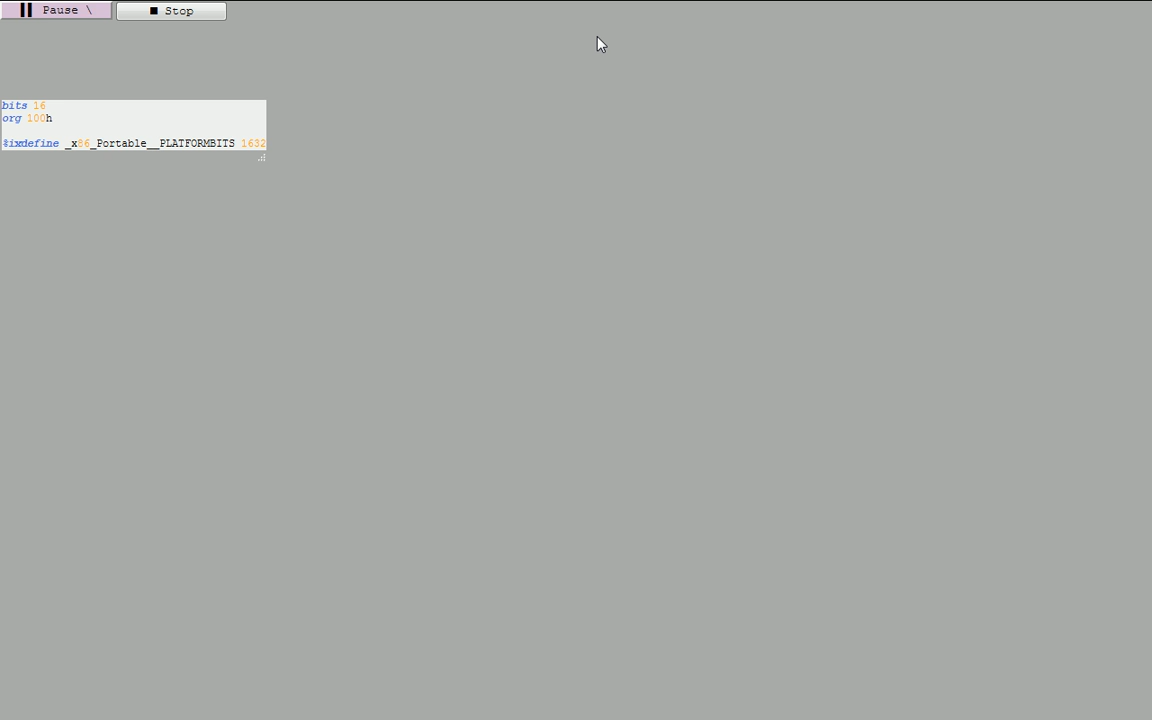 Pause \
Stop
bits 16
org 100h
%ixdefine _x86_Portable__PLATFORMBITS 1632